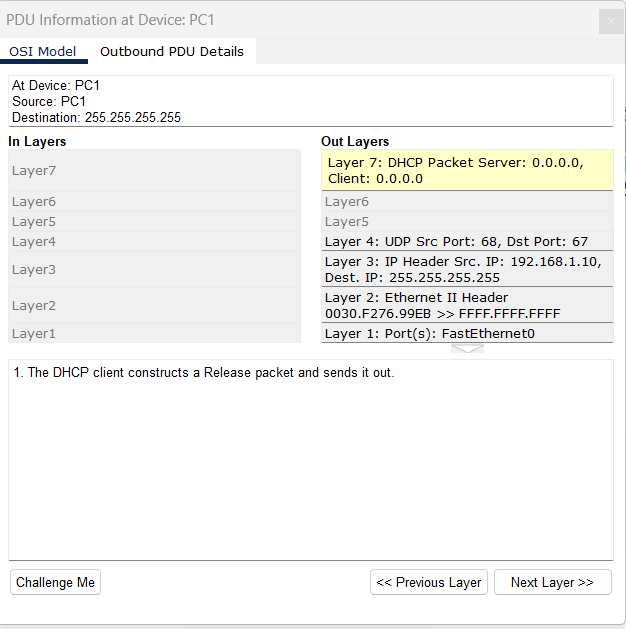 PDU Information at Device: PC1
OSI Model
Outbound PDU Details
At Device: PC1
Source: PC1
Destination: 255.255.255.255
In Layers
Layer7
Layer6
Layer5
Layer4
Layer3
Layer2
Layer1
Out Layers
Layer 7: DHCP Packet Server: 0.0.0.0,
Client: 0.0.0.0
Layer6
Layer5
Layer 4: UDP Src Port: 68, Dst Port: 67
Layer 3: IP Header Src. IP: 192.168.1.10,
Dest. IP: 255.255.255.255
Layer 2: Ethernet II Header
0030.F276.99EB >> FFFF.FFFF.FFFF
Layer 1: Port(s): FastEthernet0
1. The DHCP client constructs a Release packet and sends it out.
Challenge Me
<< Previous Layer
Next Layer >>